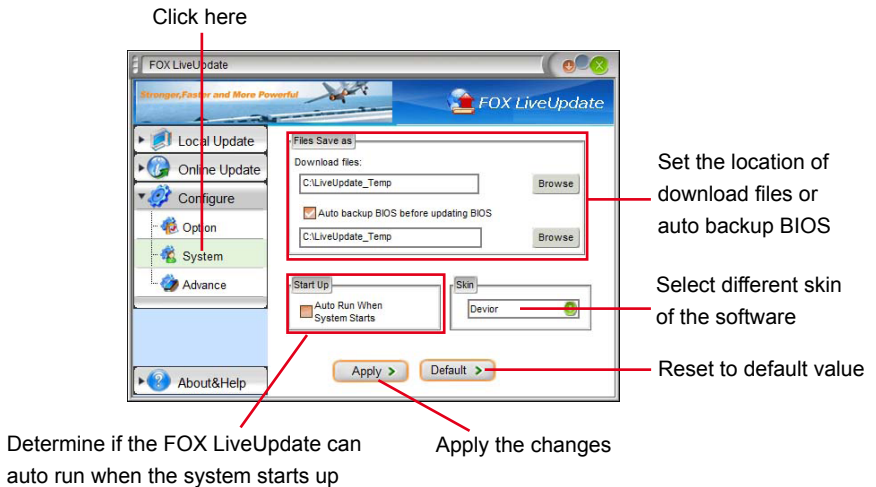 Click here
FOX LiveUpdate
Stronger,Faster and More Powerful
FOX LiveUpdate
Local Update
Online Update
Configure
Option
System
Advance
About&Help
Files Save as
Download files:
C:\LiveUpdate_Temp
Browse
Auto backup BIOS before updating BIOS
C:\LiveUpdate_Temp
Browse
Start Up
Auto Run When
System Starts
Skin
Devior
Apply >
Default >
Set the location of
download files or
auto backup BIOS
Select different skin
of the software
Reset to default value
Determine if the FOX LiveUpdate can
auto run when the system starts up
Apply the changes